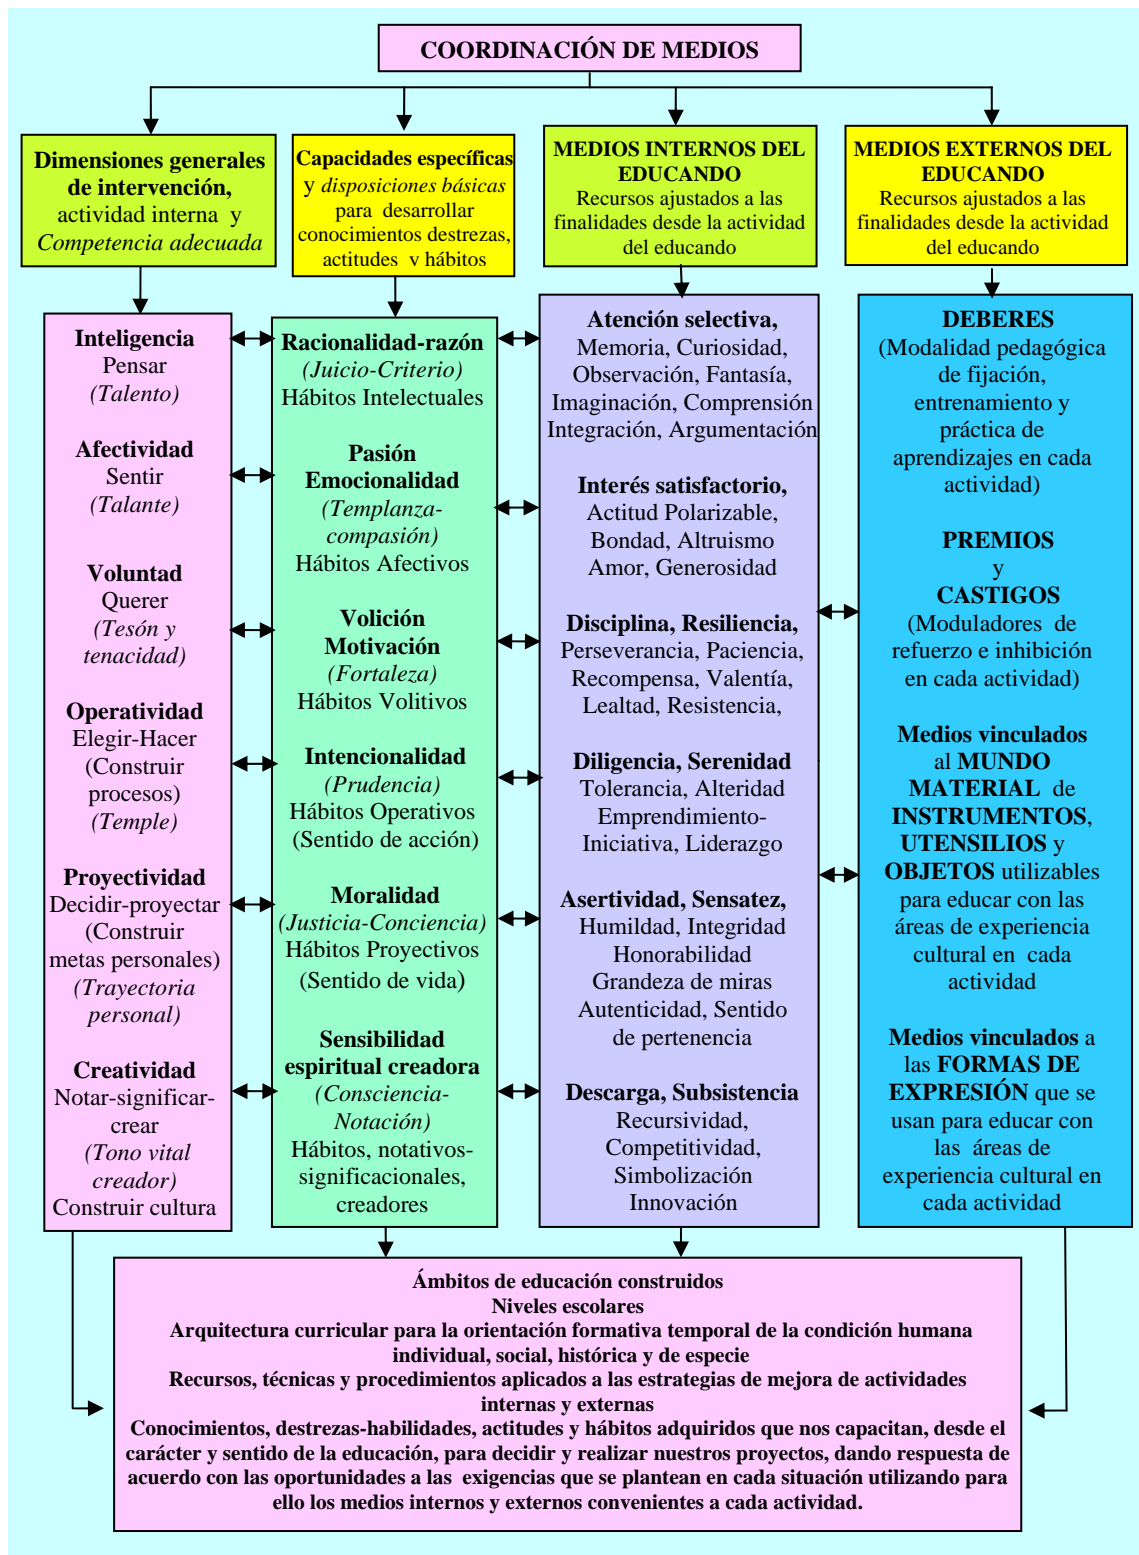 COORDINACIÓN DE MEDIOS
Dimensiones generales
de intervención,
actividad interna y
Competencia adecuada
Capacidades específicas
y disposiciones básicas
para desarrollar
conocimientos destrezas,
actitudes y hábitos
MEDIOS INTERNOS DEL
EDUCANDO
Recursos ajustados a las
finalidades desde la actividad
del educando
MEDIOS EXTERNOS DEL
EDUCANDO
Recursos ajustados a las
finalidades desde la actividad
del educando
Inteligencia
Pensar
(Talento)
Afectividad
Sentir
(Talante)
Voluntad
Querer
(Tesón y
tenacidad)
Operatividad
Elegir-Hacer
(Construir
procesos)
(Temple)
Proyectividad
Decidir-proyectar
(Construir
metas personales)
(Trayectoria
personal)
Creatividad
Notar-significar-
crear
(Tono vital
creador)
Construir cultura
Racionalidad-razón
(Juicio-Criterio)
Hábitos Intelectuales
Pasión
Emocionalidad
(Templanza-
compasión)
Hábitos Afectivos
Volición
Motivación
(Fortaleza)
Hábitos Volitivos
Intencionalidad
(Prudencia)
Hábitos Operativos
(Sentido de acción)
Moralidad
(Justicia-Conciencia)
Hábitos Proyectivos
(Sentido de vida)
Sensibilidad
espiritual creadora
(Consciencia-
Notación)
Hábitos, notativos-
significacionales,
creadores
Atención selectiva,
Memoria, Curiosidad,
Observación, Fantasía,
Imaginación, Comprensión
Integración, Argumentación
Interés satisfactorio,
Actitud Polarizable,
Bondad, Altruismo
Amor, Generosidad
Disciplina, Resiliencia,
Perseverancia, Paciencia,
Recompensa, Valentía,
Lealtad, Resistencia,
Diligencia, Serenidad
Tolerancia, Alteridad
Emprendimiento-
Iniciativa, Liderazgo
Asertividad, Sensatez,
Humildad, Integridad
Honorabilidad
Grandeza de miras
Autenticidad, Sentido
de pertenencia
Descarga, Subsistencia
Recursividad,
Competitividad,
Simbolización
Innovación
DEBERES
(Modalidad pedagógica
de fijación,
entrenamiento y
práctica de
aprendizajes en cada
actividad)
PREMIOS
y
CASTIGOS
(Moduladores de
refuerzo e inhibición
en cada actividad)
Medios vinculados
al MUNDO
MATERIAL de
INSTRUMENTOS,
UTENSILIOS y
OBJETOS utilizables
para educar con las
áreas de experiencia
cultural en cada
actividad
Medios vinculados a
las FORMAS DE
EXPRESIÓN que se
usan para educar con
las áreas de
experiencia cultural en
cada actividad
Ámbitos de educación construidos
Niveles escolares
Arquitectura curricular para la orientación formativa temporal de la condición humana
individual, social, histórica y de especie
Recursos, técnicas y procedimientos aplicados a las estrategias de mejora de actividades
internas y externas
Conocimientos, destrezas-habilidades, actitudes y hábitos adquiridos que nos capacitan, desde el
carácter y sentido de la educación, para decidir y realizar nuestros proyectos, dando respuesta de
acuerdo con las oportunidades a las exigencias que se plantean en cada situación utilizando para
ello los medios internos y externos convenientes a cada actividad.